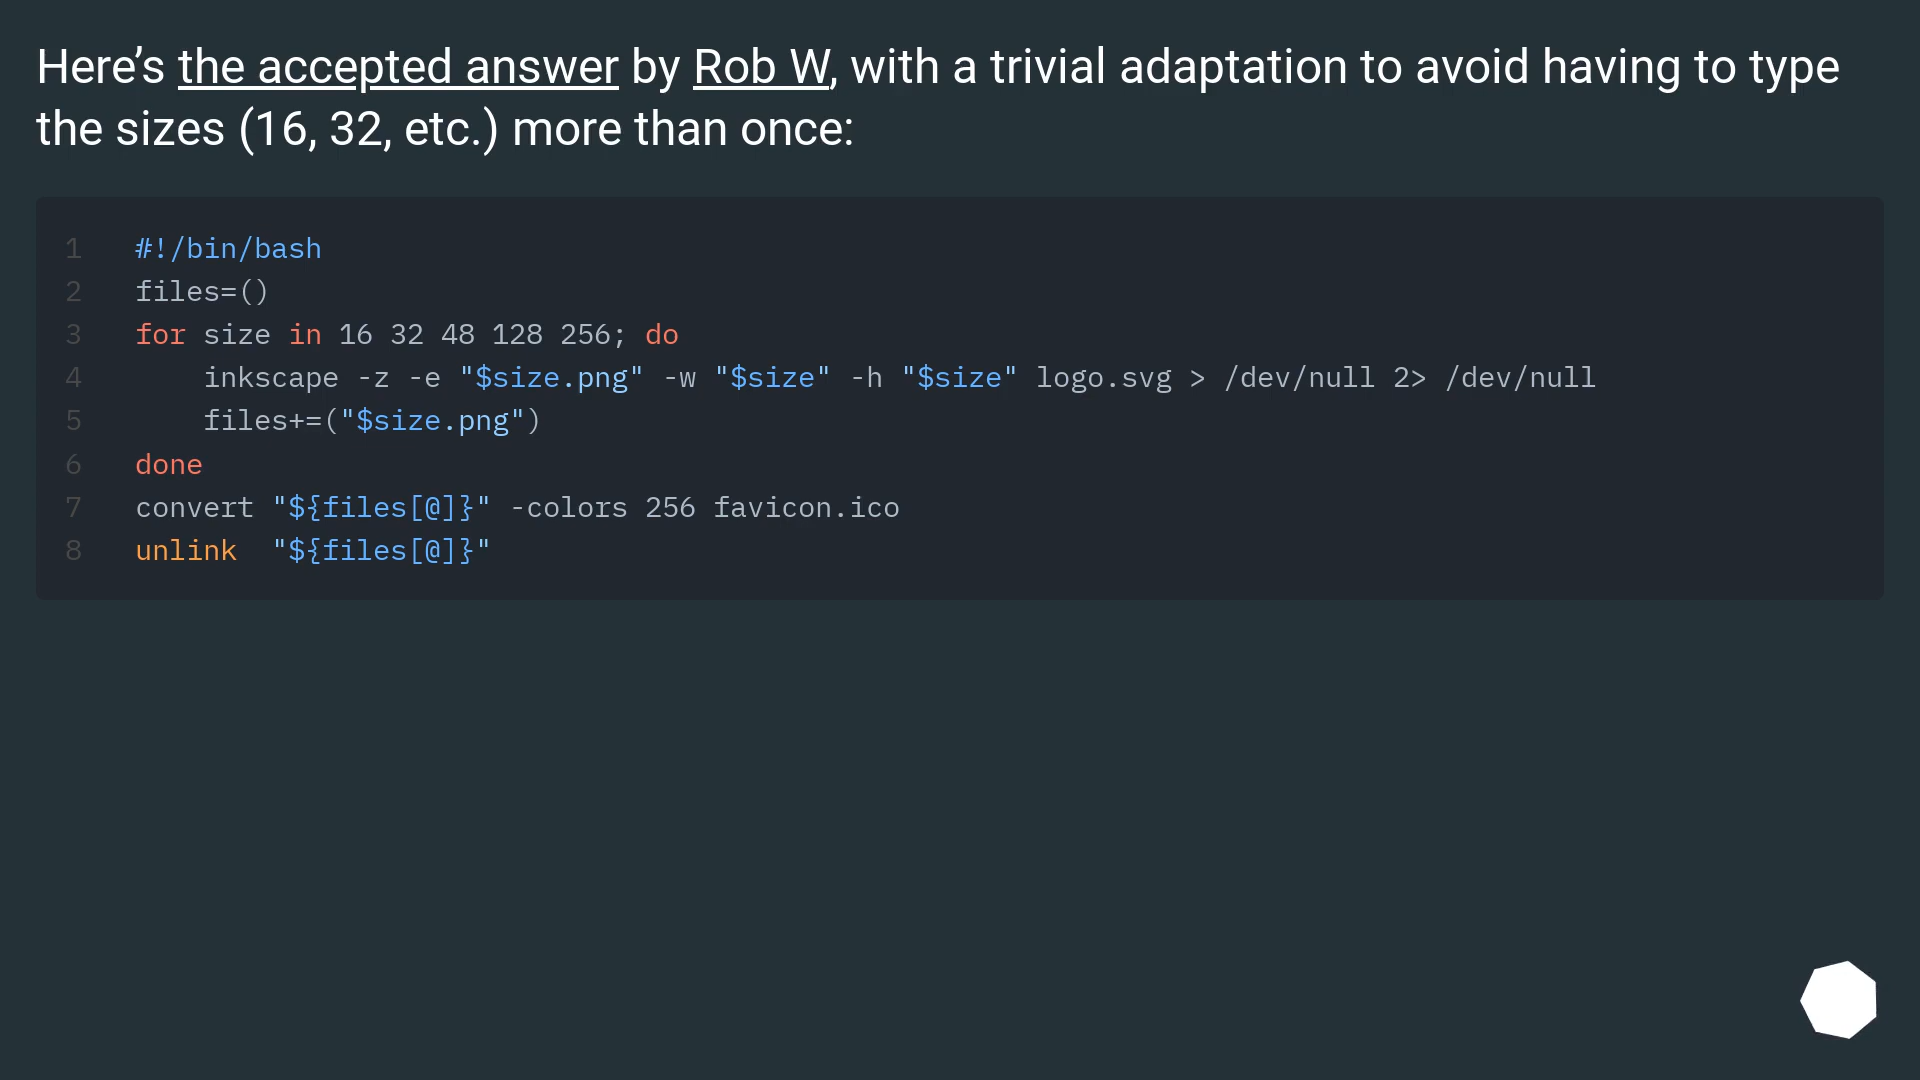 Here’s the accepted answer by Rob W, with a trivial adaptation to avoid having to type
the sizes (16, 32, etc.) more than once:
1 #!/bin/bash
2 files=()
3 for size in 16 32 48 128 256; do
4     inkscape -z -e "$size.png" -w "$size" -h "$size" logo.svg > /dev/null 2> /dev/null
5     files+=("$size.png")
6 done
7 convert "${files[@]}" -colors 256 favicon.ico
8 unlink  "${files[@]}"